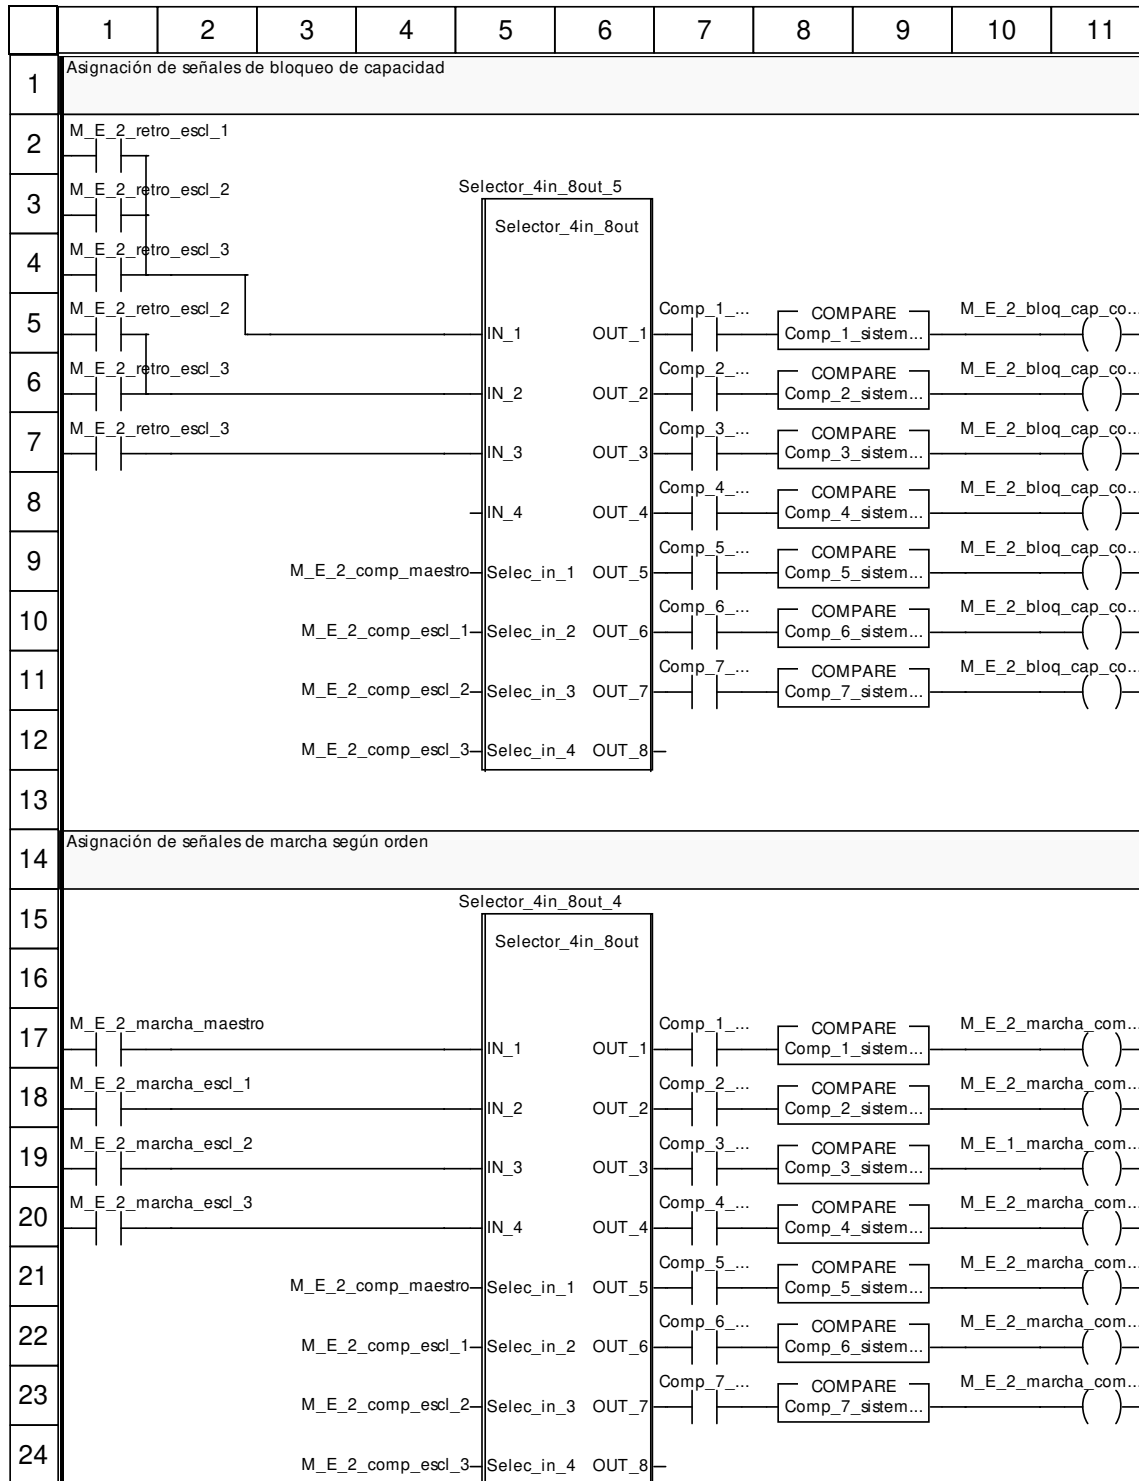 1 2 3 4 5 6 7 8 9 10 11
1 Asignación de señales de bloqueo de capacidad
2 M_E_2_retro_escl_1
3 M_E_2_retro_escl_2 Selector_4in_8out_5
Selector_4in_8out
4 M_E_2_retro_escl_3
5 M_E_2_retro_escl_2 Comp_1_... COMPARE M_E_2_bloq_cap_co...
IN_1 OUT_1 Comp_1_sistem...
6 M_E_2_retro_escl_3 Comp_2_... COMPARE M_E_2_bloq_cap_co...
IN_2 OUT_2 Comp_2_sistem...
7 M_E_2_retro_escl_3 Comp_3_... COMPARE M_E_2_bloq_cap_co...
IN_3 OUT_3 Comp_3_sistem...
8 Comp_4_... COMPARE M_E_2_bloq_cap_co...
IN_4 OUT_4 Comp_4_sistem...
9 Comp_5_... COMPARE M_E_2_bloq_cap_co...
M_E_2_comp_maestro Selec_in_1 OUT_5 Comp_5_sistem...
10 Comp_6_... COMPARE M_E_2_bloq_cap_co...
M_E_2_comp_escl_1 Selec_in_2 OUT_6 Comp_6_sistem...
11 Comp_7_... COMPARE M_E_2_bloq_cap_co...
M_E_2_comp_escl_2 Selec_in_3 OUT_7 Comp_7_sistem...
12 M_E_2_comp_escl_3 Selec_in_4 OUT_8
13
14 Asignación de señales de marcha según orden
15 Selector_4in_8out_4
Selector_4in_8out
16
17 M_E_2_marcha_maestro Comp_1_... COMPARE M_E_2_marcha_com...
IN_1 OUT_1 Comp_1_sistem...
18 M_E_2_marcha_escl_1 Comp_2_... COMPARE M_E_2_marcha_com...
IN_2 OUT_2 Comp_2_sistem...
19 M_E_2_marcha_escl_2 Comp_3_... COMPARE M_E_1_marcha_com...
IN_3 OUT_3 Comp_3_sistem...
20 M_E_2_marcha_escl_3 Comp_4_... COMPARE M_E_2_marcha_com...
IN_4 OUT_4 Comp_4_sistem...
21 Comp_5_... COMPARE M_E_2_marcha_com...
M_E_2_comp_maestro Selec_in_1 OUT_5 Comp_5_sistem...
22 Comp_6_... COMPARE M_E_2_marcha_com...
M_E_2_comp_escl_1 Selec_in_2 OUT_6 Comp_6_sistem...
23 Comp_7_... COMPARE M_E_2_marcha_com...
M_E_2_comp_escl_2 Selec_in_3 OUT_7 Comp_7_sistem...
24 M_E_2_comp_escl_3 Selec_in_4 OUT_8